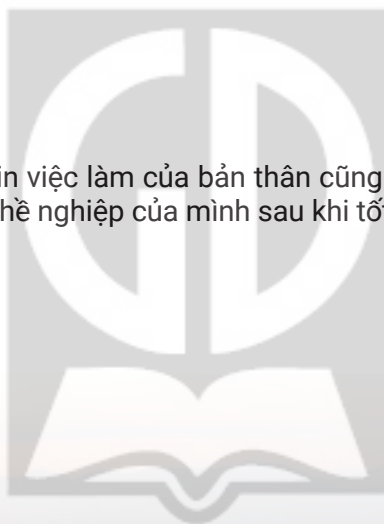 in việc làm của bản thân cũng
hề nghiệp của mình sau khi tố